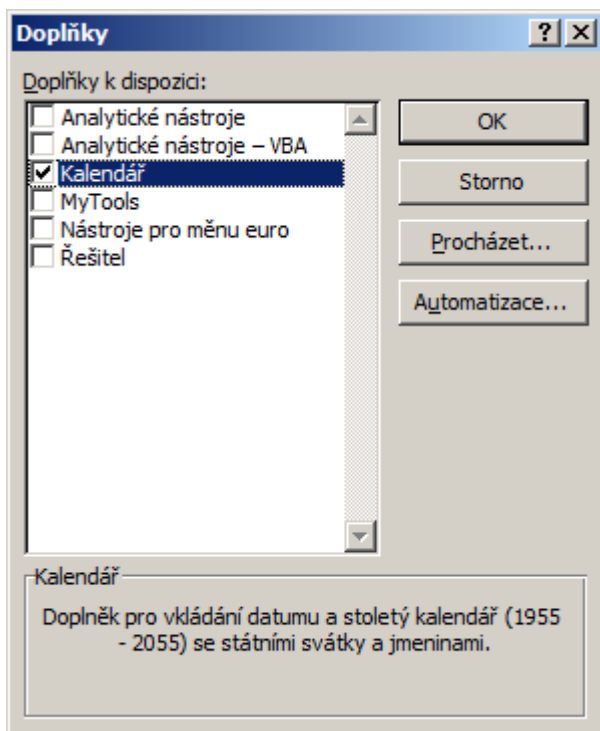 Doplňky
Doplňky k dispozici:
Analytické nástroje
Analytické nástroje – VBA
Kalendář
MyTools
Nástroje pro měnu euro
Řešitel
OK
Storno
Procházet...
Automatizace...
Kalendář
Doplněk pro vkládání datumu a stoletý kalendář (1955
- 2055) se státními svátky a jmeninami.